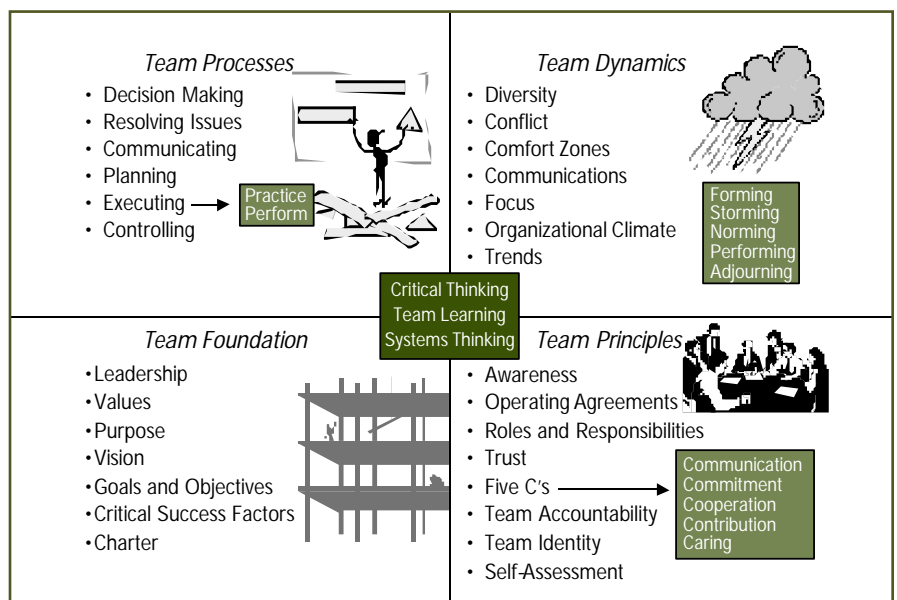 Team Processes
• Decision Making
• Resolving Issues
• Communicating
• Planning
• Executing
• Controlling
Practice
Perform
Team Dynamics
• Diversity
• Conflict
• Comfort Zones
• Communications
• Focus
• Organizational Climate
• Trends
Forming
Storming
Norming
Performing
Adjourning
Critical Thinking
Team Learning
Systems Thinking
Team Foundation
•Leadership
•Values
•Purpose
•Vision
•Goals and Objectives
•Critical Success Factors
•Charter
Team Principles
• Awareness
• Operating Agreements
• Roles and Responsibilities
• Trust
• Five C's
• Team Accountability
• Team Identity
• Self-Assessment
Communication
Commitment
Cooperation
Contribution
Caring